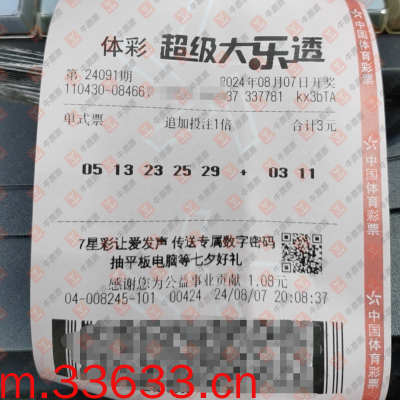 体彩 超级大乐透
第 24091期 2024年08月07日开奖
110430-08466 37 337781 kx3bTA
单式票 追加投注1倍 合计3元
05 13 23 25 29 + 03 11
7星彩让爱发声 传送专属数字密码
抽平板电脑等七夕好礼
感谢您为公益事业贡献 1.08元
04-008245-101 00424 24/08/07 20:08:37
中国体育彩票
中国体育彩票
中国体育彩票
m.33633.cn